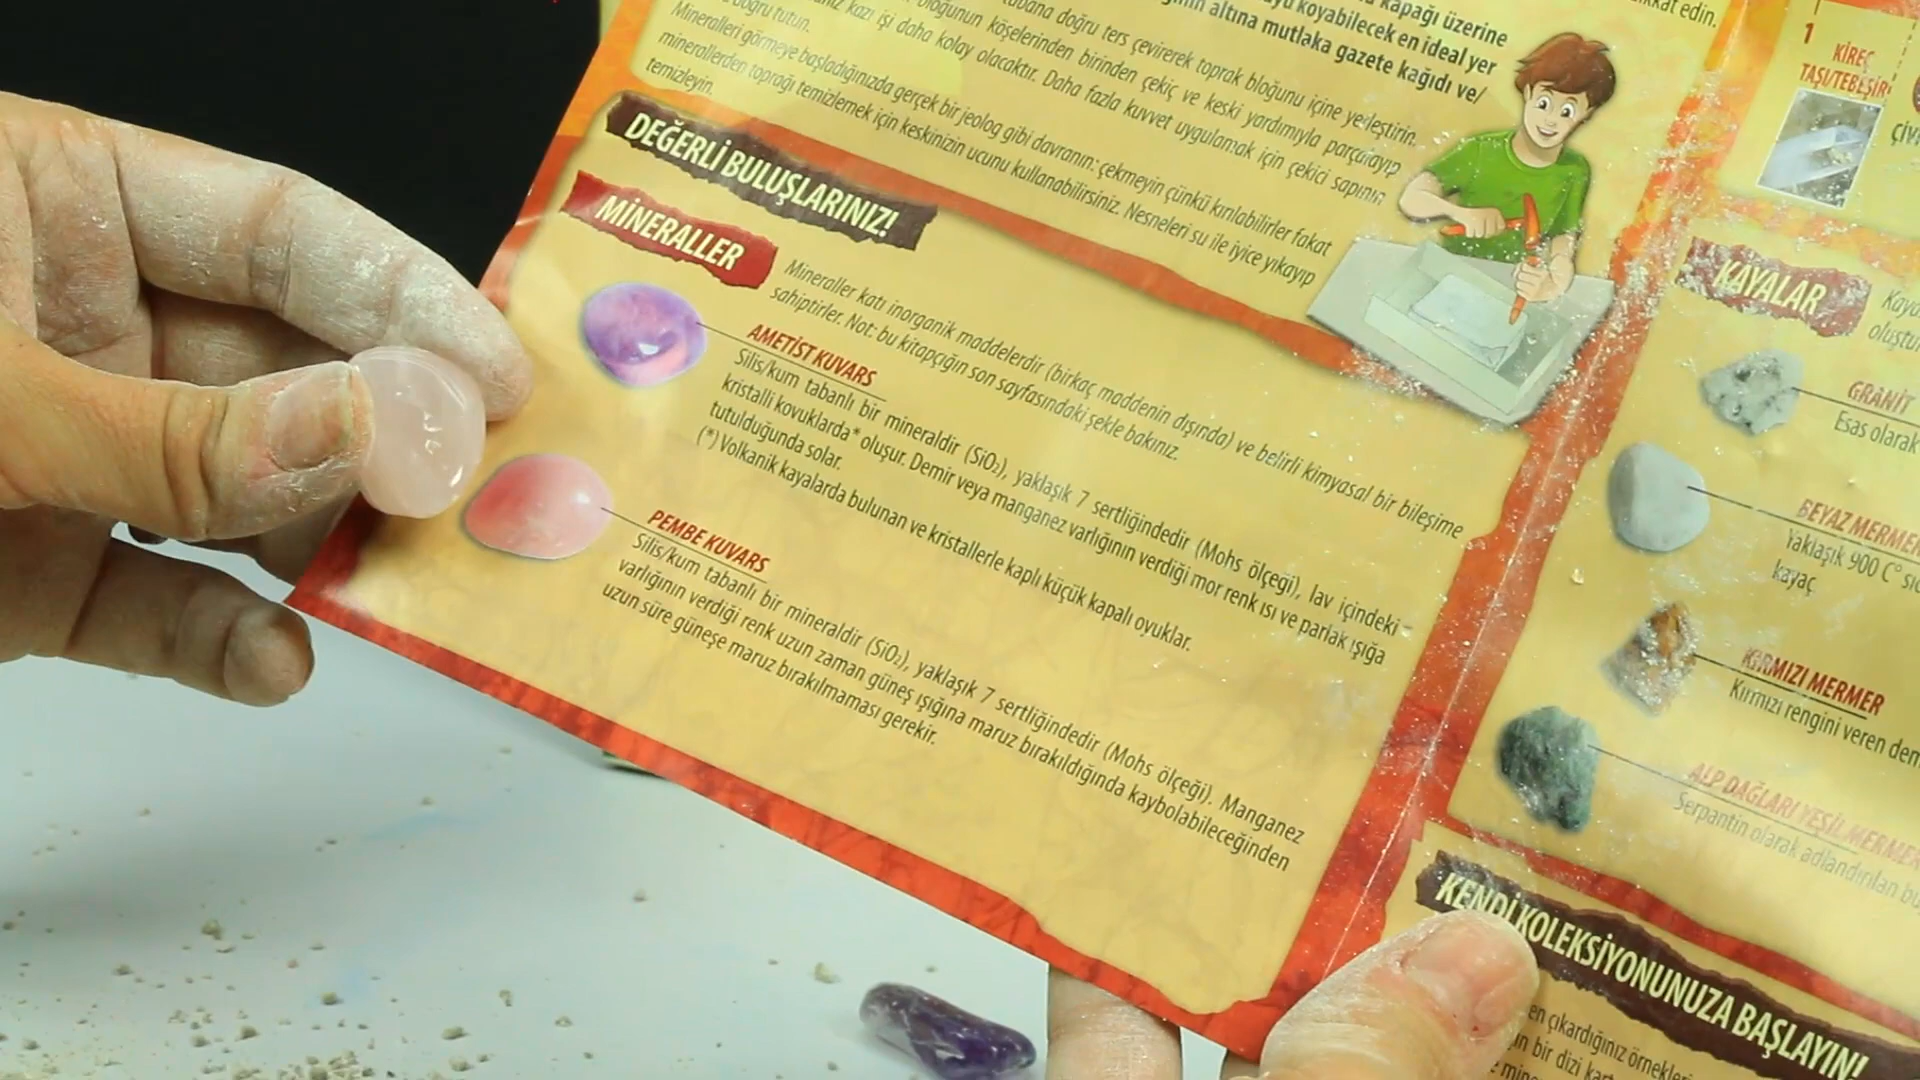 kapağı üzerine
koyabilecek en ideal yer
altına mutlaka gazete kağıdı ve/
doğru ters çevirerek toprak bloğunu içine yerleştirin.
bloğunun köşelerinden birinden çekiç ve keski yardımıyla parçalayıp
kazı işi daha kolay olacaktır. Daha fazla kuvvet uygulamak için çekici sapının
doğru tutun.
Mineralleri görmeye başladığınızda gerçek bir jeolog gibi davranın: çekmeyin çünkü kırılabilirler fakat
minerallerden toprağı temizlemek için keskinizin ucunu kullanabilirsiniz. Nesneleri su ile iyice yıkayıp
temizleyin.
DEĞERLİ BULUŞLARINIZ!
MİNERALLER
Mineraller katı inorganik maddelerdir (birkaç maddenin dışında) ve belirli kimyasal bir bileşime
sahiptirler. Not: bu kitapçığın son sayfasındaki şekle bakınız.
AMETİST KUVARS
Silis/kum tabanlı bir mineraldir (SiO₂), yaklaşık 7 sertliğindedir (Mohs ölçeği), lav içindeki
kristalli kovuklarda* oluşur. Demir veya manganez varlığının verdiği mor renk ısı ve parlak ışığa
tutulduğunda solar.
(*) Volkanik kayalarda bulunan ve kristallerle kaplı küçük kapalı oyuklar.
PEMBE KUVARS
Silis/kum tabanlı bir mineraldir (SiO₂), yaklaşık 7 sertliğindedir (Mohs ölçeği). Manganez
varlığının verdiği renk uzun zaman güneş ışığına maruz bırakıldığında kaybolabileceğinden
uzun süre güneşe maruz bırakılmaması gerekir.
edin.
1
KİREÇ
TAŞI/TEBEŞİR
KAYALAR
GRANİT
Esas olarak
BEYAZ MERMER
Yaklaşık 900 C°
kayaç
KIRMIZI MERMER
Kırmızı rengini veren
ALP DAĞLARI YEŞİL MERMER
Serpantin olarak adlandırılan
KENDİ KOLEKSİYONUNUZA BAŞLAYIN!
çıkardığınız
bir dizi